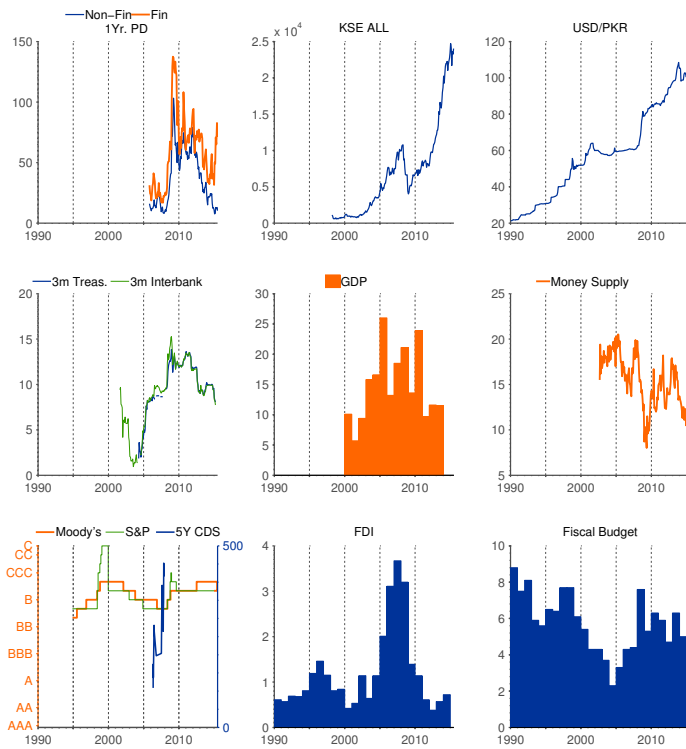 Non−Fin Fin
1Yr. PD
150
100
50
0
1990 2000 2010
KSE ALL
2.5 x 10^4
2
1.5
1
0.5
0
1990 2000 2010
USD/PKR
120
100
80
60
40
20
1990 2000 2010
3m Treas. 3m Interbank
20
15
10
5
0
1990 2000 2010
GDP
30
25
20
15
10
5
0
1990 2000 2010
Money Supply
25
20
15
10
5
1990 2000 2010
Moody's S&P 5Y CDS
C
CC
CCC
B
BB
BBB
A
AA
AAA
500
0
1990 2000 2010
FDI
4
3
2
1
0
1990 2000 2010
Fiscal Budget
10
8
6
4
2
0
1990 2000 2010